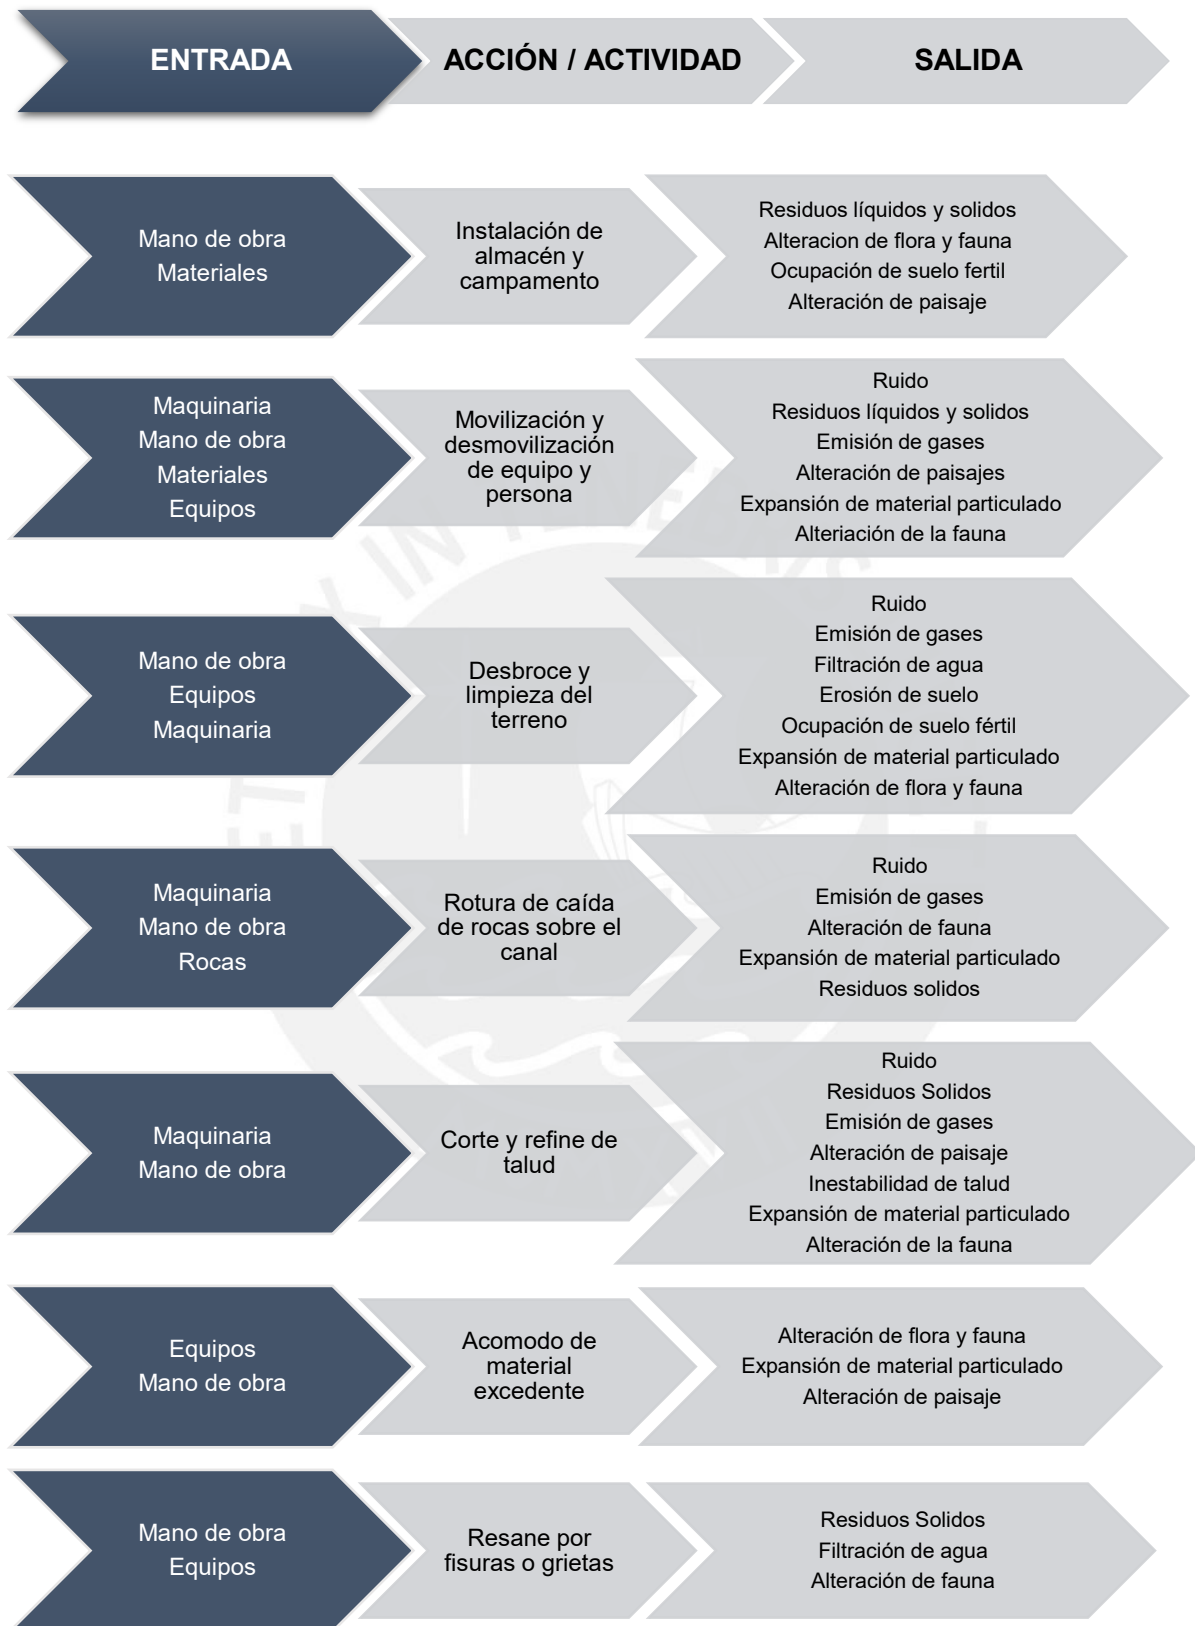 ENTRADA
ACCIÓN / ACTIVIDAD
SALIDA
Mano de obra
Materiales
Instalación de
almacén y
campamento
Residuos líquidos y solidos
Alteracion de flora y fauna
Ocupación de suelo fertil
Alteración de paisaje
Maquinaria
Mano de obra
Materiales
Equipos
Movilización y
desmovilización
de equipo y
persona
Ruido
Residuos líquidos y solidos
Emisión de gases
Alteración de paisajes
Expansión de material particulado
Alteriación de la fauna
Mano de obra
Equipos
Maquinaria
Desbroce y
limpieza del
terreno
Ruido
Emisión de gases
Filtración de agua
Erosión de suelo
Ocupación de suelo fértil
Expansión de material particulado
Alteración de flora y fauna
Maquinaria
Mano de obra
Rocas
Rotura de caída
de rocas sobre el
canal
Ruido
Emisión de gases
Alteración de fauna
Expansión de material particulado
Residuos solidos
Maquinaria
Mano de obra
Corte y refine de
talud
Ruido
Residuos Solidos
Emisión de gases
Alteración de paisaje
Inestabilidad de talud
Expansión de material particulado
Alteración de la fauna
Equipos
Mano de obra
Acomodo de
material
excedente
Alteración de flora y fauna
Expansión de material particulado
Alteración de paisaje
Mano de obra
Equipos
Resane por
fisuras o grietas
Residuos Solidos
Filtración de agua
Alteración de fauna